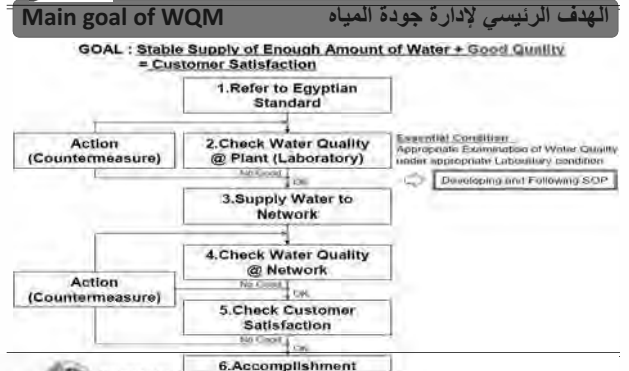 Main goal of WQM
الهدف الرئيسي لإدارة جودة المياه
GOAL : Stable Supply of Enough Amount of Water + Good Quality
= Customer Satisfaction
1.Refer to Egyptian
Standard
Action
(Countermeasure)
2.Check Water Quality
@ Plant (Laboratory)
Essential Condition
Appropriate Examination of Water Quality
under appropriate Laboratory condition
No Good
OK
Developing and Following SOP
3.Supply Water to
Network
4.Check Water Quality
@ Network
Action
(Countermeasure)
No Good
OK
5.Check Customer
Satisfaction
No Good
OK
6.Accomplishment